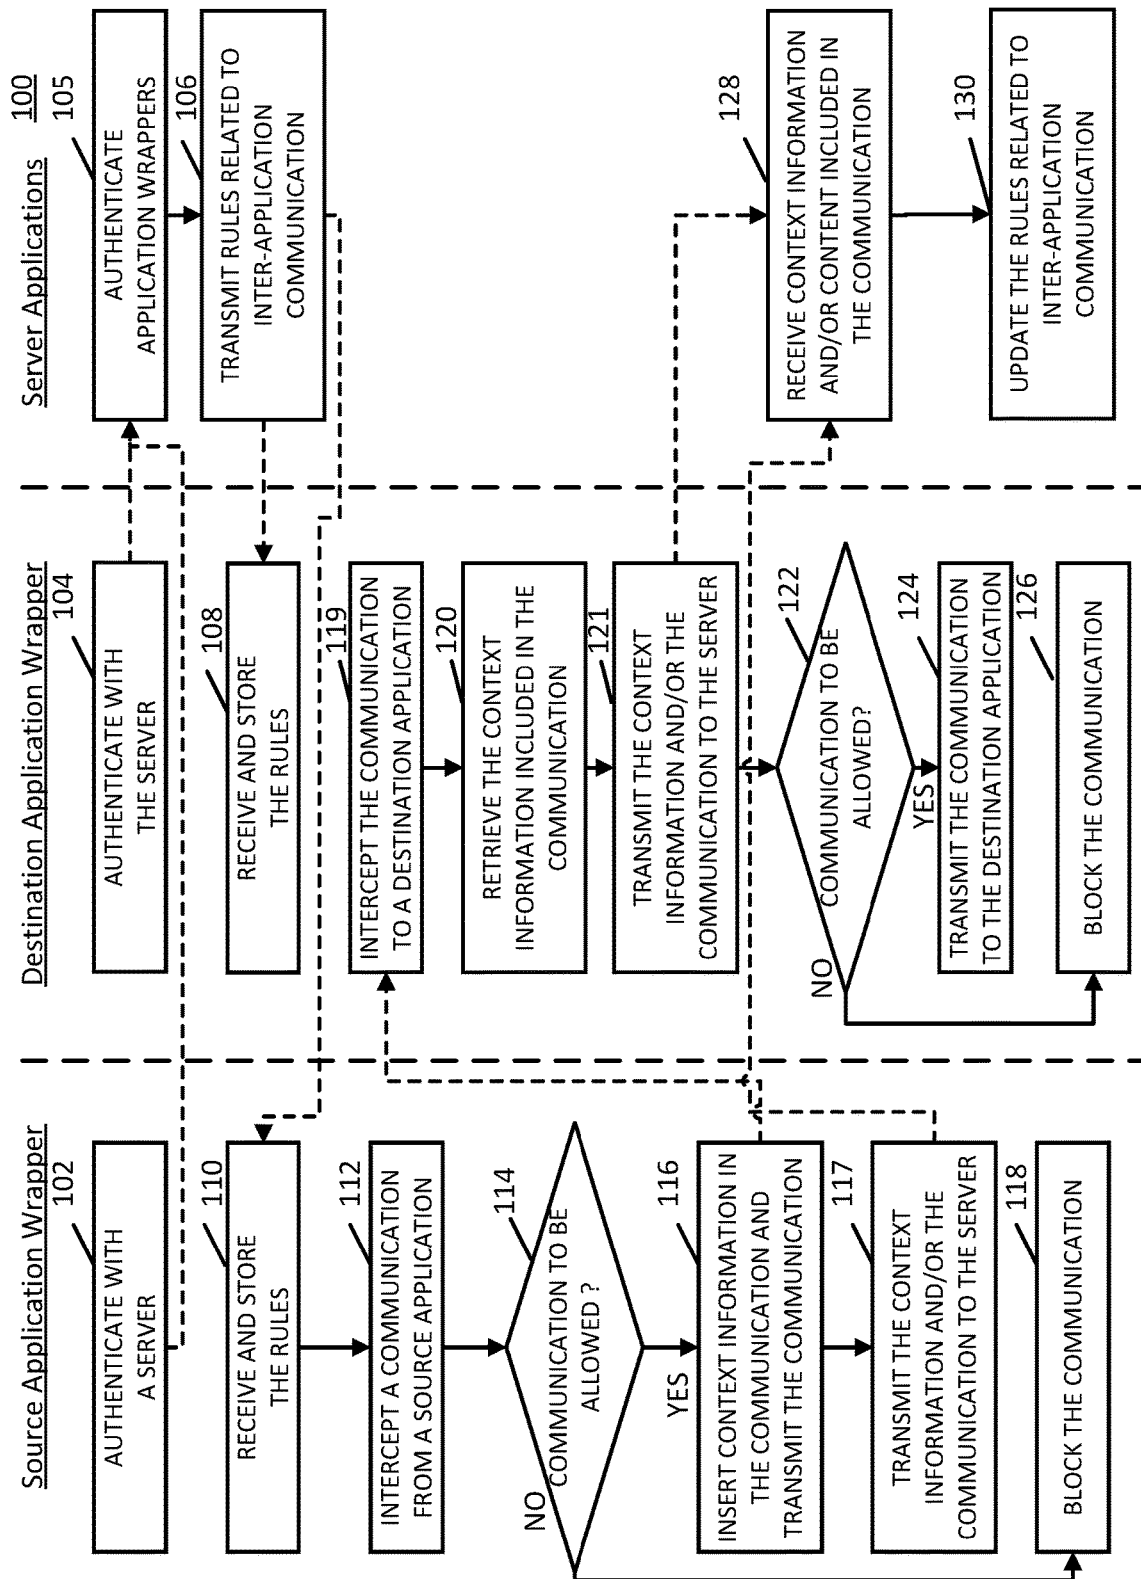 100
Source Application Wrapper
102
AUTHENTICATE WITH
A SERVER
110
RECEIVE AND STORE
THE RULES
112
INTERCEPT A COMMUNICATION
FROM A SOURCE APPLICATION
114
COMMUNICATION TO BE
ALLOWED ?
NO
YES
116
INSERT CONTEXT INFORMATION IN
THE COMMUNICATION AND
TRANSMIT THE COMMUNICATION
117
TRANSMIT THE CONTEXT
INFORMATION AND/OR THE
COMMUNICATION TO THE SERVER
118
BLOCK THE COMMUNICATION
Destination Application Wrapper
104
AUTHENTICATE WITH
THE SERVER
108
RECEIVE AND STORE
THE RULES
119
INTERCEPT THE COMMUNICATION
TO A DESTINATION APPLICATION
120
RETRIEVE THE CONTEXT
INFORMATION INCLUDED IN THE
COMMUNICATION
121
TRANSMIT THE CONTEXT
INFORMATION AND/OR THE
COMMUNICATION TO THE SERVER
122
COMMUNICATION TO BE
ALLOWED?
NO
YES
124
TRANSMIT THE COMMUNICATION
TO THE DESTINATION APPLICATION
126
BLOCK THE COMMUNICATION
Server Applications
105
AUTHENTICATE
APPLICATION WRAPPERS
106
TRANSMIT RULES RELATED TO
INTER-APPLICATION
COMMUNICATION
128
RECEIVE CONTEXT INFORMATION
AND/OR CONTENT INCLUDED IN
THE COMMUNICATION
130
UPDATE THE RULES RELATED TO
INTER-APPLICATION
COMMUNICATION